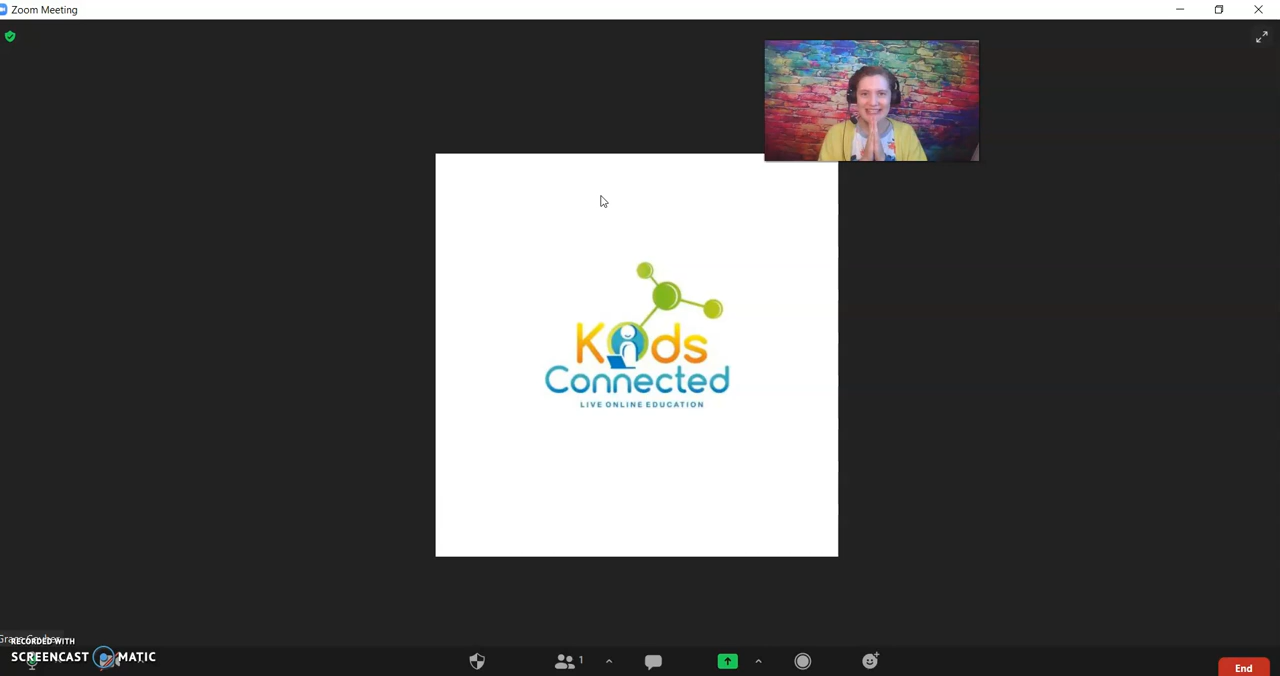 Zoom Meeting
Kids
Connected
LIVE ONLINE EDUCATION
RECORDED WITH
SCREENCAST MATIC
1
End